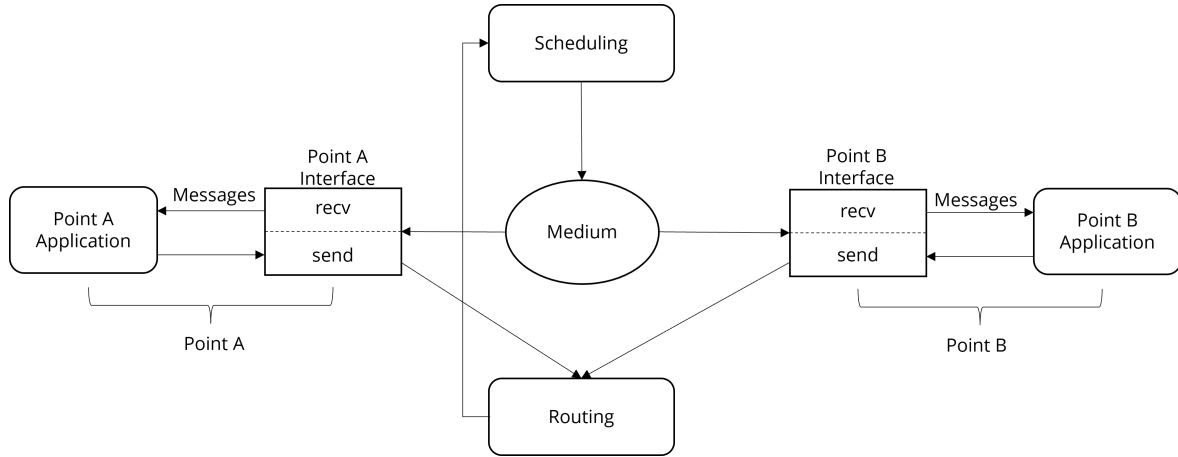 Scheduling
Point A
Interface
Point B
Interface
Messages
recv
send
Point A
Application
Medium
recv
send
Messages
Point B
Application
Point A
Point B
Routing